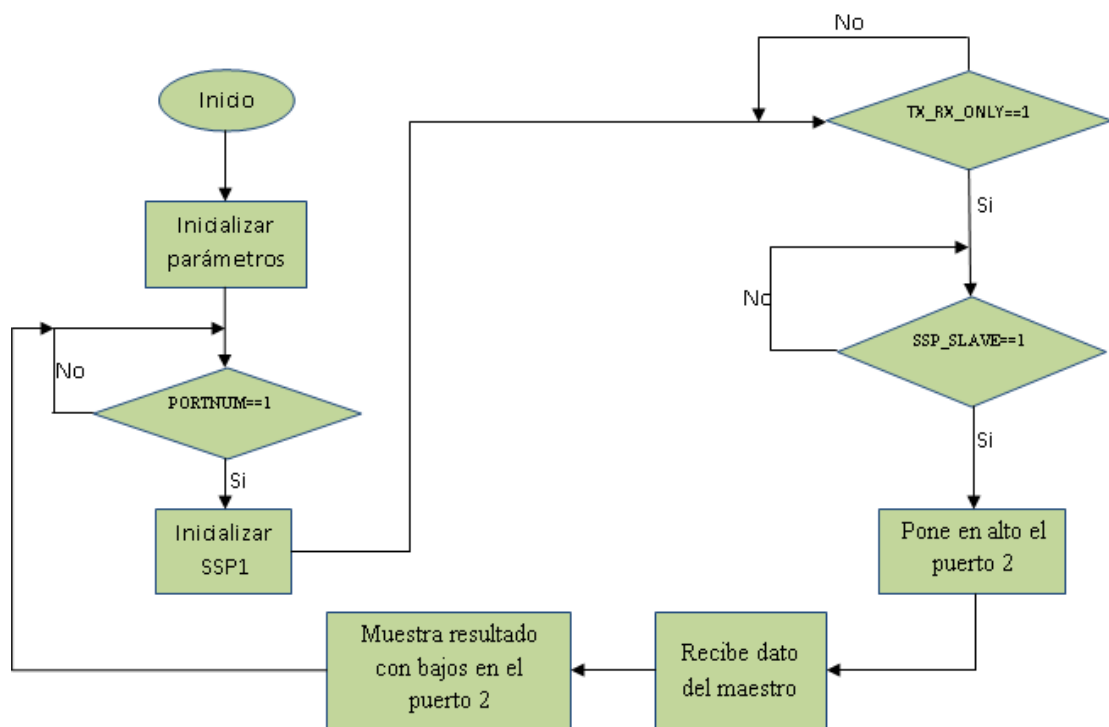 Inicio
Inicializar
parámetros
No
PORTNUM==1
Si
Inicializar
SSP1
No
TX_RX_ONLY==1
Si
No
SSP_SLAVE==1
Si
Pone en alto el
puerto 2
Recibe dato
del maestro
Muestra resultado
con bajos en el
puerto 2